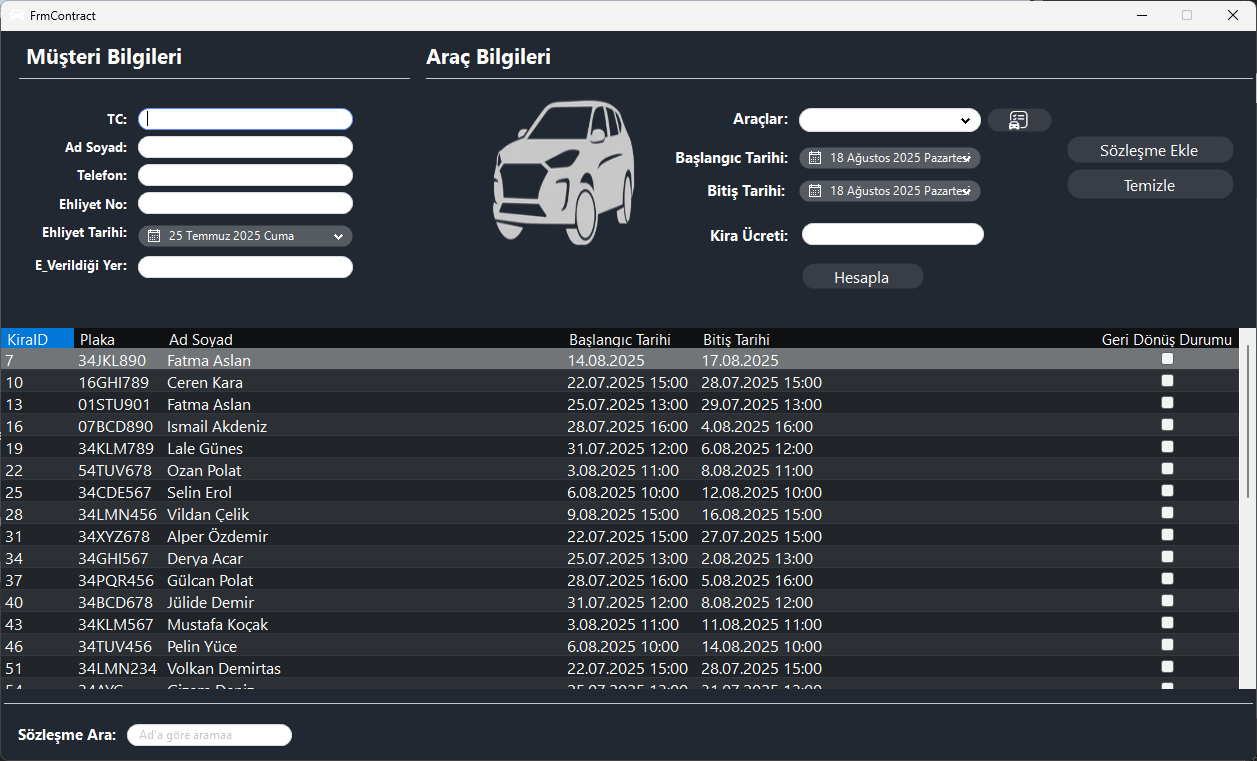 FrmContract
Müşteri Bilgileri
Araç Bilgileri
TC:
Ad Soyad:
Telefon:
Ehliyet No:
Ehliyet Tarihi: 25 Temmuz 2025 Cuma
E_Verildiği Yer:
Araçlar:
Başlangıc Tarihi: 18 Ağustos 2025 Pazartesi
Bitiş Tarihi: 18 Ağustos 2025 Pazartesi
Kira Ücreti:
Hesapla
Sözleşme Ekle
Temizle
KiraID Plaka Ad Soyad Başlangıc Tarihi Bitiş Tarihi Geri Dönüş Durumu
7 34JKL890 Fatma Aslan 14.08.2025 17.08.2025
10 16GHI789 Ceren Kara 22.07.2025 15:00 28.07.2025 15:00
13 01STU901 Fatma Aslan 25.07.2025 13:00 29.07.2025 13:00
16 07BCD890 Ismail Akdeniz 28.07.2025 16:00 4.08.2025 16:00
19 34KLM789 Lale Günes 31.07.2025 12:00 6.08.2025 12:00
22 54TUV678 Ozan Polat 3.08.2025 11:00 8.08.2025 11:00
25 34CDE567 Selin Erol 6.08.2025 10:00 12.08.2025 10:00
28 34LMN456 Vildan Çelik 9.08.2025 15:00 16.08.2025 15:00
31 34XYZ678 Alper Özdemir 22.07.2025 15:00 27.07.2025 15:00
34 34GHI567 Derya Acar 25.07.2025 13:00 2.08.2025 13:00
37 34PQR456 Gülcan Polat 28.07.2025 16:00 5.08.2025 16:00
40 34BCD678 Jülide Demir 31.07.2025 12:00 8.08.2025 12:00
43 34KLM567 Mustafa Koçak 3.08.2025 11:00 11.08.2025 11:00
46 34TUV456 Pelin Yüce 6.08.2025 10:00 14.08.2025 10:00
51 34LMN234 Volkan Demirtas 22.07.2025 15:00 28.07.2025 15:00
Sözleşme Ara: Ad'a göre aramaa